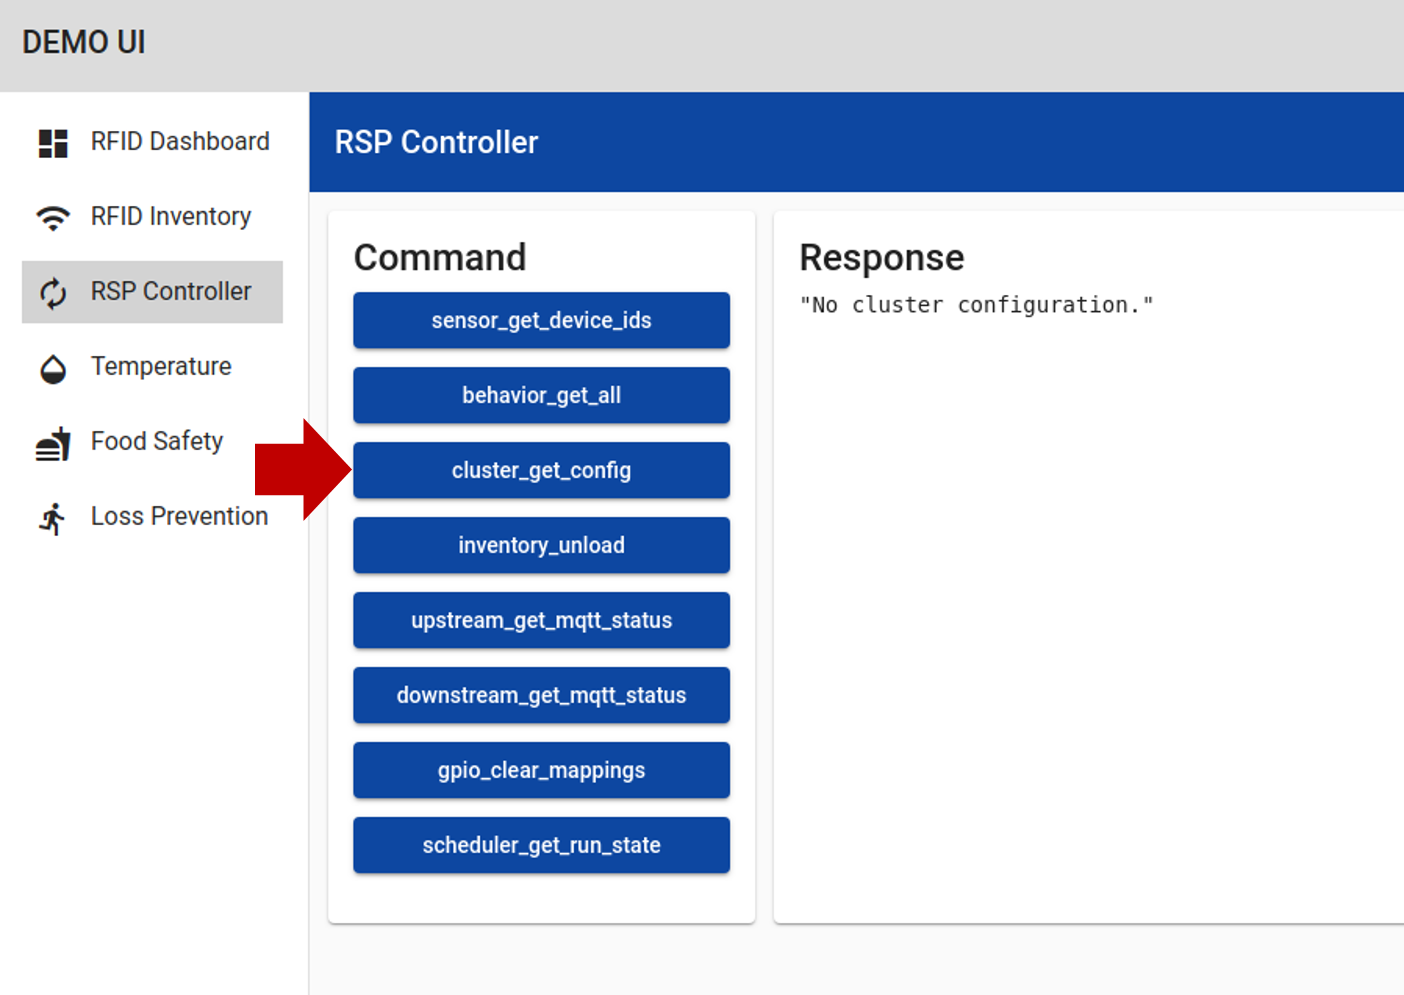 DEMO UI
RFID Dashboard
RFID Inventory
RSP Controller
Temperature
Food Safety
Loss Prevention
RSP Controller
Command
sensor_get_device_ids
behavior_get_all
cluster_get_config
inventory_unload
upstream_get_mqtt_status
downstream_get_mqtt_status
gpio_clear_mappings
scheduler_get_run_state
Response
"No cluster configuration."